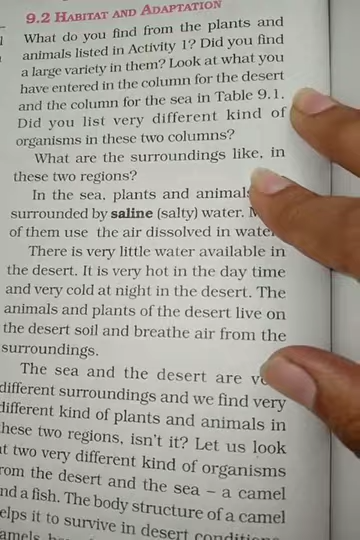 9.2 HABITAT AND ADAPTATION
What do you find from the plants and
animals listed in Activity 1? Did you find
a large variety in them? Look at what you
have entered in the column for the desert
and the column for the sea in Table 9.1.
Did you list very different kind of
organisms in these two columns?
What are the surroundings like, in
these two regions?
In the sea, plants and animals
surrounded by saline (salty) water.
of them use the air dissolved in water
There is very little water available in
the desert. It is very hot in the day time
and very cold at night in the desert. The
animals and plants of the desert live on
the desert soil and breathe air from the
surroundings.
The sea and the desert are
different surroundings and we find very
different kind of plants and animals in
these two regions, isn't it? Let us look
at two very different kind of organisms
from the desert and the sea – a camel
and a fish. The body structure of a camel
helps it to survive in desert